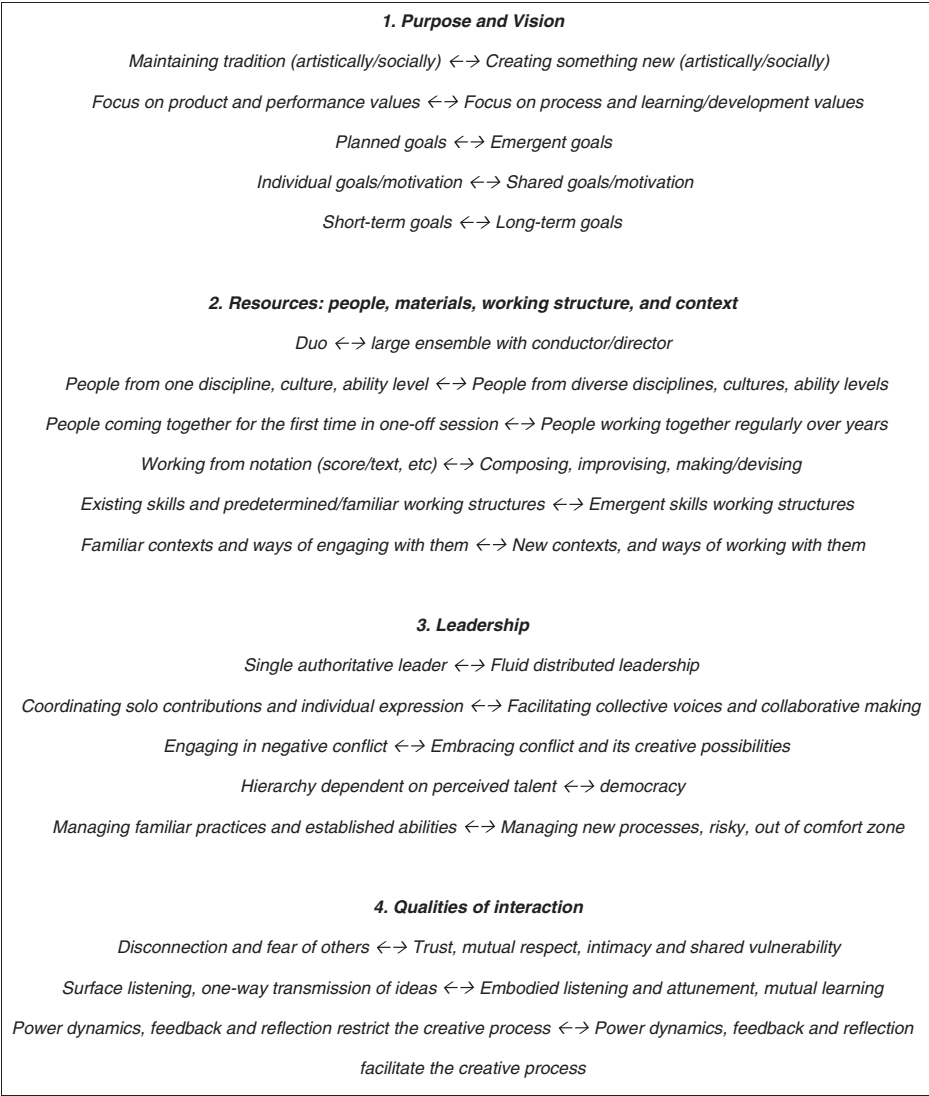 1. Purpose and Vision
Maintaining tradition (artistically/socially) ←→ Creating something new (artistically/socially)
Focus on product and performance values ←→ Focus on process and learning/development values
Planned goals ←→ Emergent goals
Individual goals/motivation ←→ Shared goals/motivation
Short-term goals ←→ Long-term goals
2. Resources: people, materials, working structure, and context
Duo ←→ large ensemble with conductor/director
People from one discipline, culture, ability level ←→ People from diverse disciplines, cultures, ability levels
People coming together for the first time in one-off session ←→ People working together regularly over years
Working from notation (score/text, etc) ←→ Composing, improvising, making/devising
Existing skills and predetermined/familiar working structures ←→ Emergent skills working structures
Familiar contexts and ways of engaging with them ←→ New contexts, and ways of working with them
3. Leadership
Single authoritative leader ←→ Fluid distributed leadership
Coordinating solo contributions and individual expression ←→ Facilitating collective voices and collaborative making
Engaging in negative conflict ←→ Embracing conflict and its creative possibilities
Hierarchy dependent on perceived talent ←→ democracy
Managing familiar practices and established abilities ←→ Managing new processes, risky, out of comfort zone
4. Qualities of interaction
Disconnection and fear of others ←→ Trust, mutual respect, intimacy and shared vulnerability
Surface listening, one-way transmission of ideas ←→ Embodied listening and attunement, mutual learning
Power dynamics, feedback and reflection restrict the creative process ←→ Power dynamics, feedback and reflection
facilitate the creative process